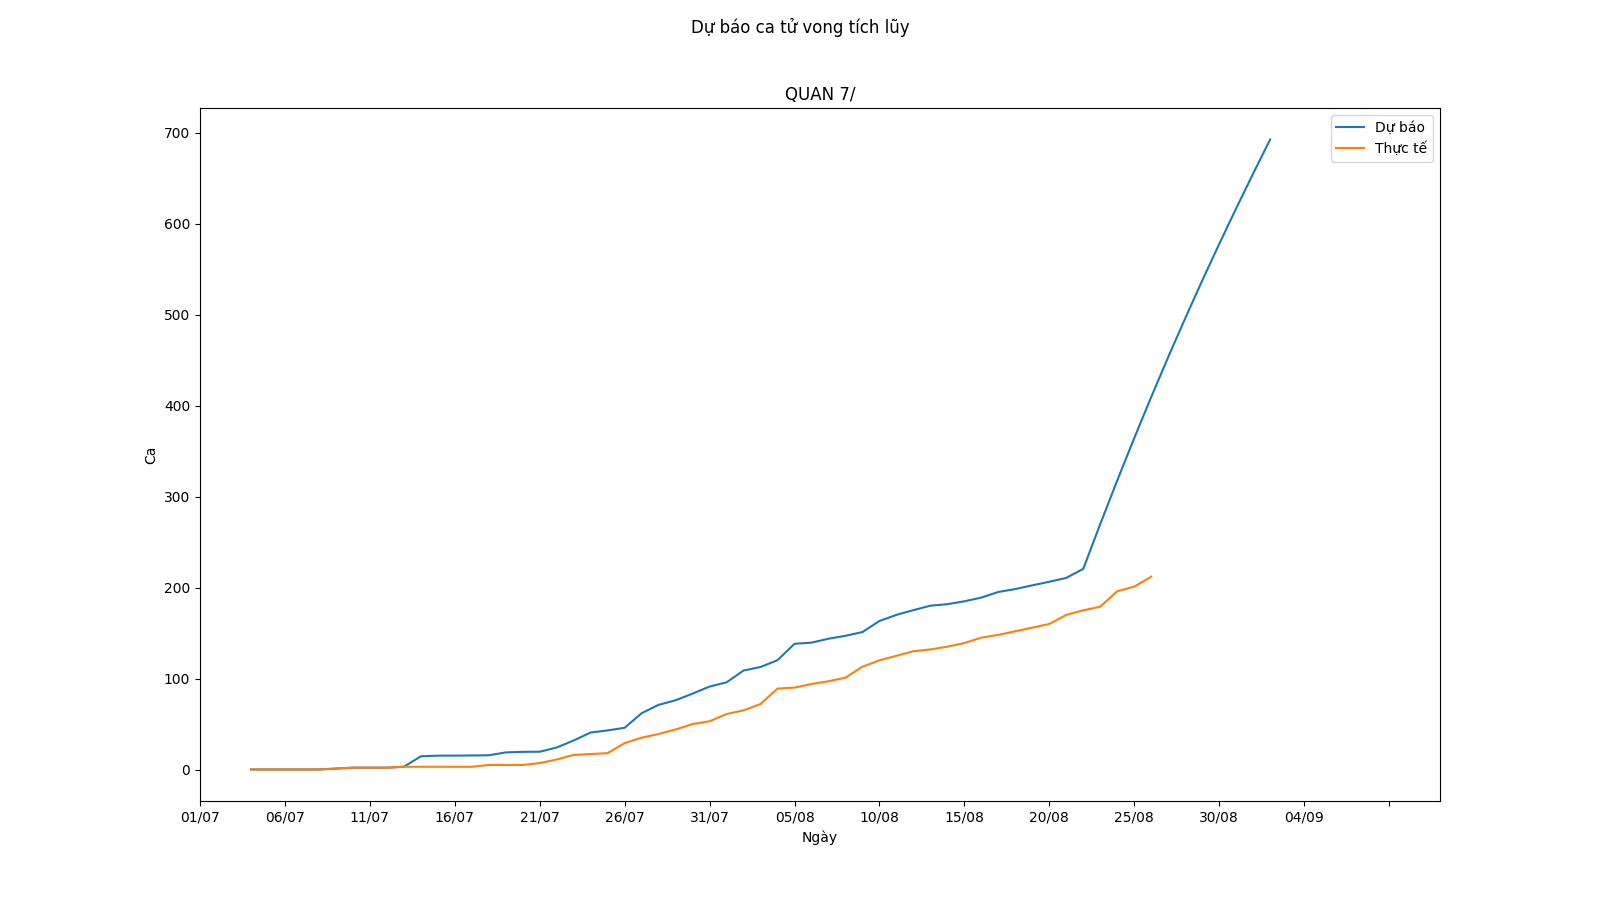 Dự báo ca tử vong tích lũy
QUAN 7/
Dự báo
Thực tế
700
600
500
400
300
200
100
0
Ca
01/07 06/07 11/07 16/07 21/07 26/07 31/07 05/08 10/08 15/08 20/08 25/08 30/08 04/09
Ngày